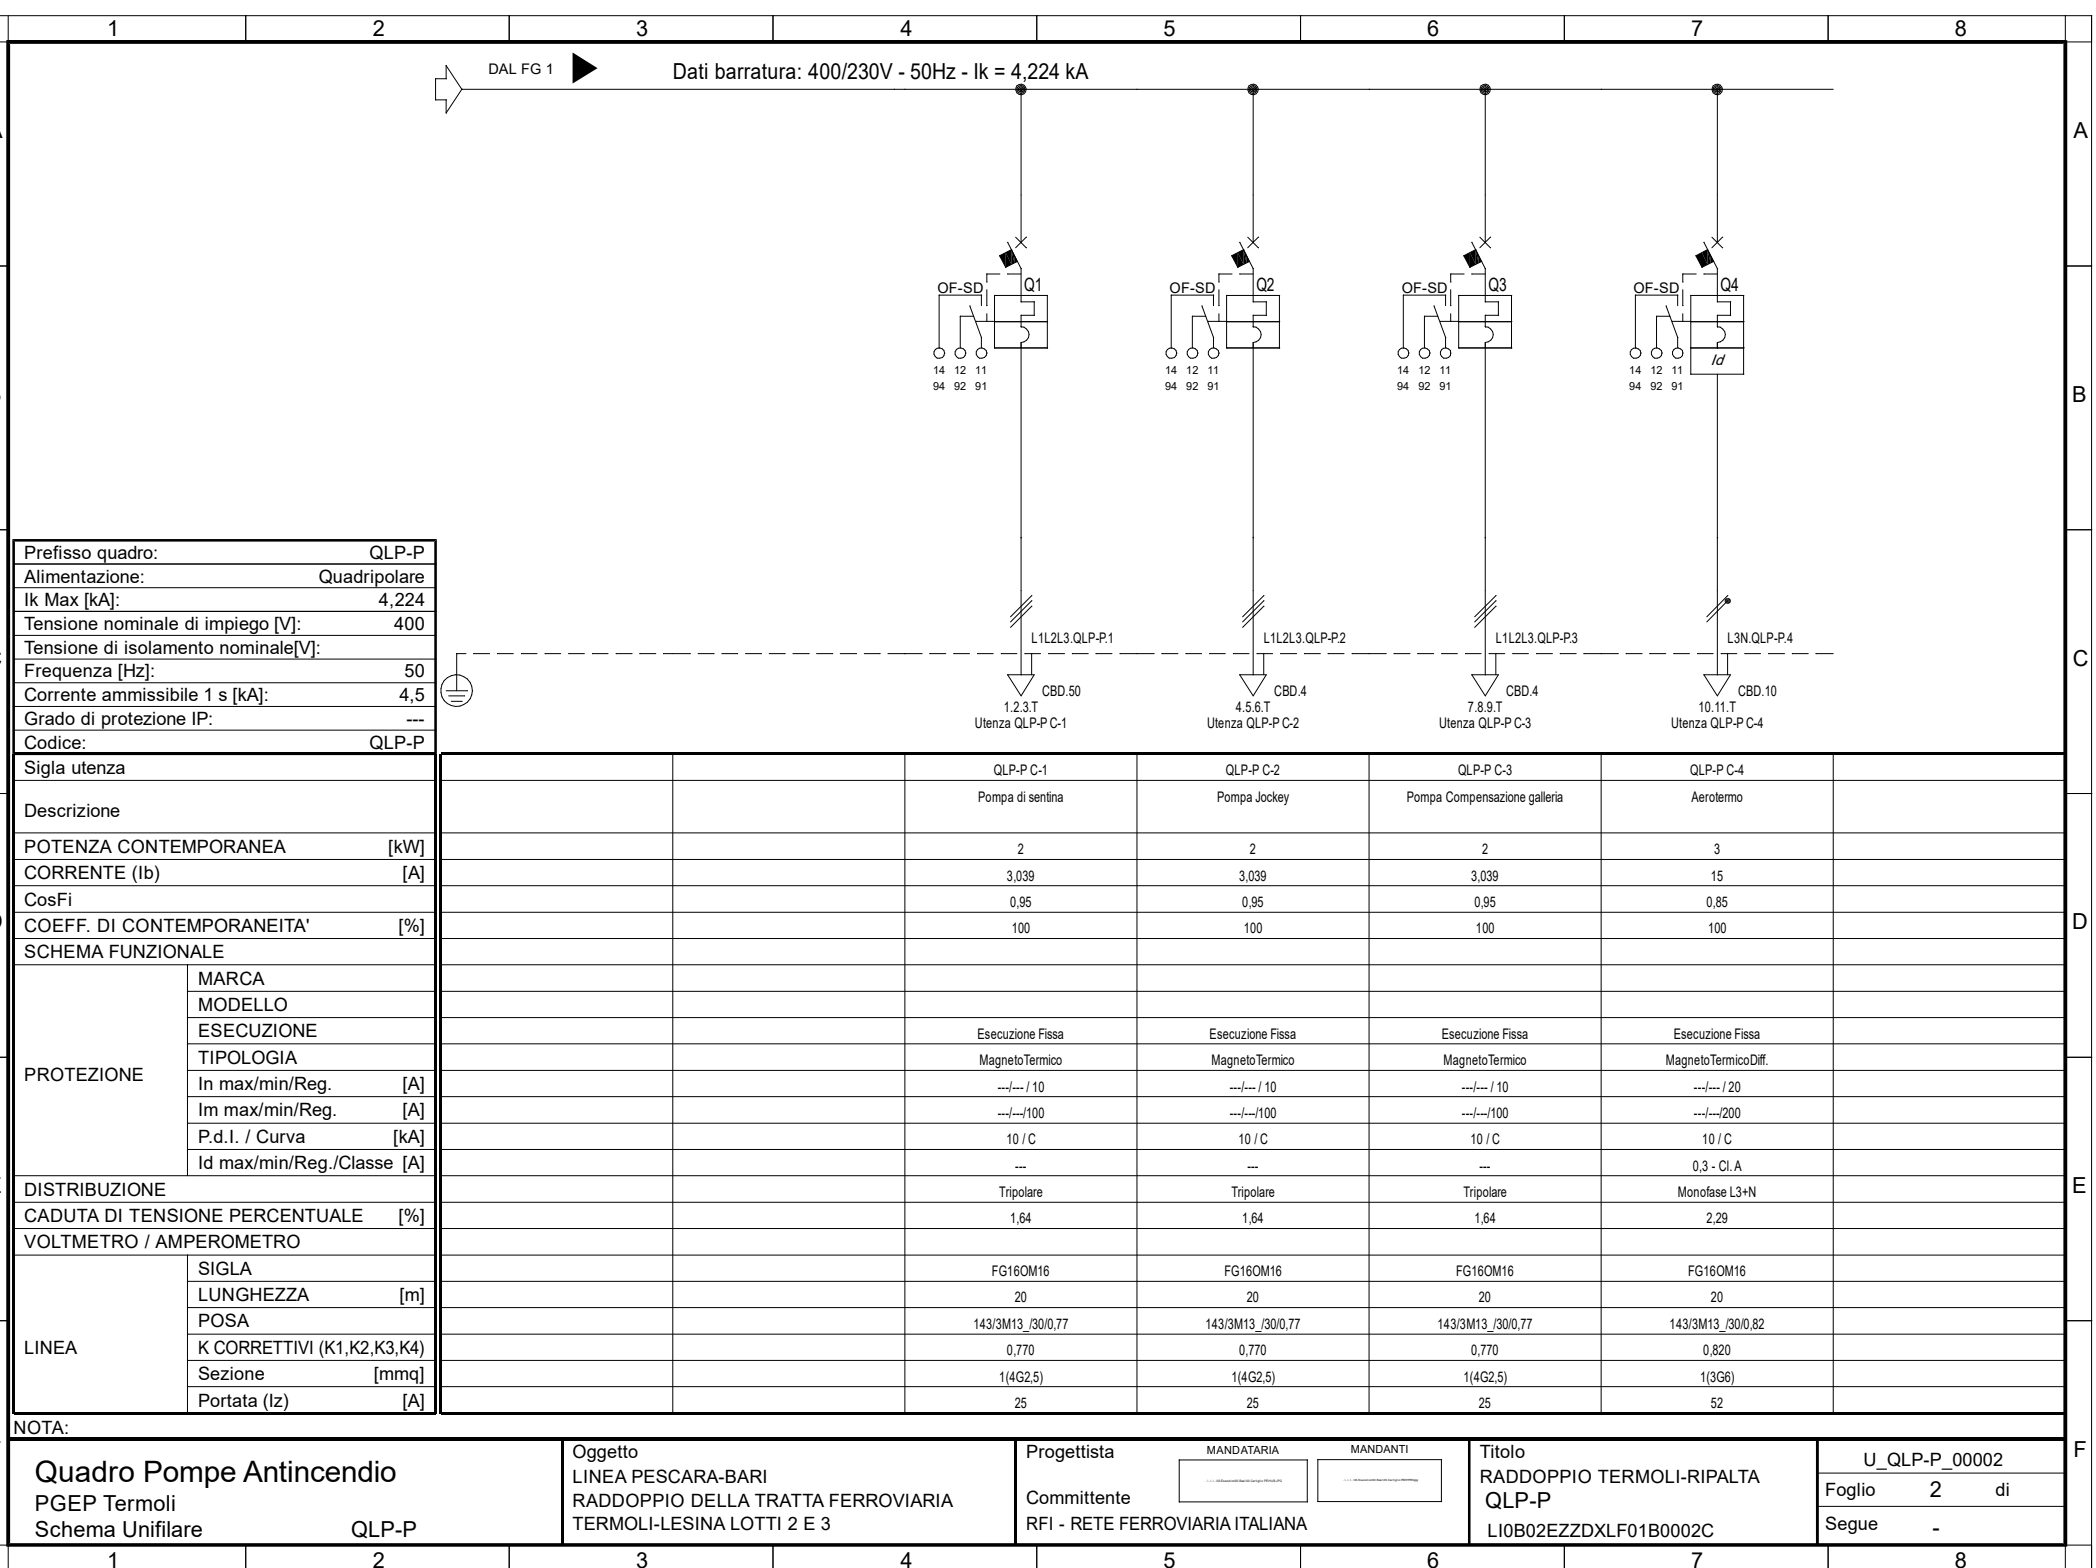 1 2 3 4 5 6 7 8
DAL FG 1
Dati barratura: 400/230V - 50Hz - Ik = 4,224 kA
A
OF-SD Q1 OF-SD Q2 OF-SD Q3 OF-SD Q4
Id
14 12 11 14 12 11 14 12 11 14 12 11
94 92 91 94 92 91 94 92 91 94 92 91
B
Prefisso quadro: QLP-P
Alimentazione: Quadripolare
Ik Max [kA]: 4,224
Tensione nominale di impiego [V]: 400
Tensione di isolamento nominale[V]:
Frequenza [Hz]: 50
Corrente ammissibile 1 s [kA]: 4,5
Grado di protezione IP: ---
Codice: QLP-P
L1L2L3.QLP-P.1 L1L2L3.QLP-P.2 L1L2L3.QLP-P.3 L3N.QLP-P.4
C
CBD.50 CBD.4 CBD.4 CBD.10
1.2.3.T 4.5.6.T 7.8.9.T 10.11.T
Utenza QLP-P C-1 Utenza QLP-P C-2 Utenza QLP-P C-3 Utenza QLP-P C-4
Sigla utenza QLP-P C-1 QLP-P C-2 QLP-P C-3 QLP-P C-4
Descrizione Pompa di sentina Pompa Jockey Pompa Compensazione galleria Aerotermo
POTENZA CONTEMPORANEA [kW] 2 2 2 3
CORRENTE (Ib) [A] 3,039 3,039 3,039 15
CosFi 0,95 0,95 0,95 0,85
COEFF. DI CONTEMPORANEITA' [%] 100 100 100 100
D
SCHEMA FUNZIONALE
PROTEZIONE
MARCA
MODELLO
ESECUZIONE Esecuzione Fissa Esecuzione Fissa Esecuzione Fissa Esecuzione Fissa
TIPOLOGIA MagnetoTermico MagnetoTermico MagnetoTermico MagnetoTermicoDiff.
In max/min/Reg. [A] ---/--- / 10 ---/--- / 10 ---/--- / 10 ---/--- / 20
Im max/min/Reg. [A] ---/---/100 ---/---/100 ---/---/100 ---/---/200
P.d.I. / Curva [kA] 10 / C 10 / C 10 / C 10 / C
Id max/min/Reg./Classe [A] --- --- --- 0,3 - Cl. A
E
DISTRIBUZIONE Tripolare Tripolare Tripolare Monofase L3+N
CADUTA DI TENSIONE PERCENTUALE [%] 1,64 1,64 1,64 2,29
VOLTMETRO / AMPEROMETRO
LINEA
SIGLA FG16OM16 FG16OM16 FG16OM16 FG16OM16
LUNGHEZZA [m] 20 20 20 20
POSA 143/3M13_/30/0,77 143/3M13_/30/0,77 143/3M13_/30/0,77 143/3M13_/30/0,82
K CORRETTIVI (K1,K2,K3,K4) 0,770 0,770 0,770 0,820
Sezione [mmq] 1(4G2,5) 1(4G2,5) 1(4G2,5) 1(3G6)
Portata (Iz) [A] 25 25 25 52
NOTA:
F
Quadro Pompe Antincendio
PGEP Termoli
Schema Unifilare QLP-P
Oggetto
LINEA PESCARA-BARI
RADDOPPIO DELLA TRATTA FERROVIARIA
TERMOLI-LESINA LOTTI 2 E 3
Progettista MANDATARIA MANDANTI
Committente
RFI - RETE FERROVIARIA ITALIANA
Titolo
RADDOPPIO TERMOLI-RIPALTA
QLP-P
LI0B02EZZDXLF01B0002C
U_QLP-P_00002
Foglio 2 di
Segue -
1 2 3 4 5 6 7 8